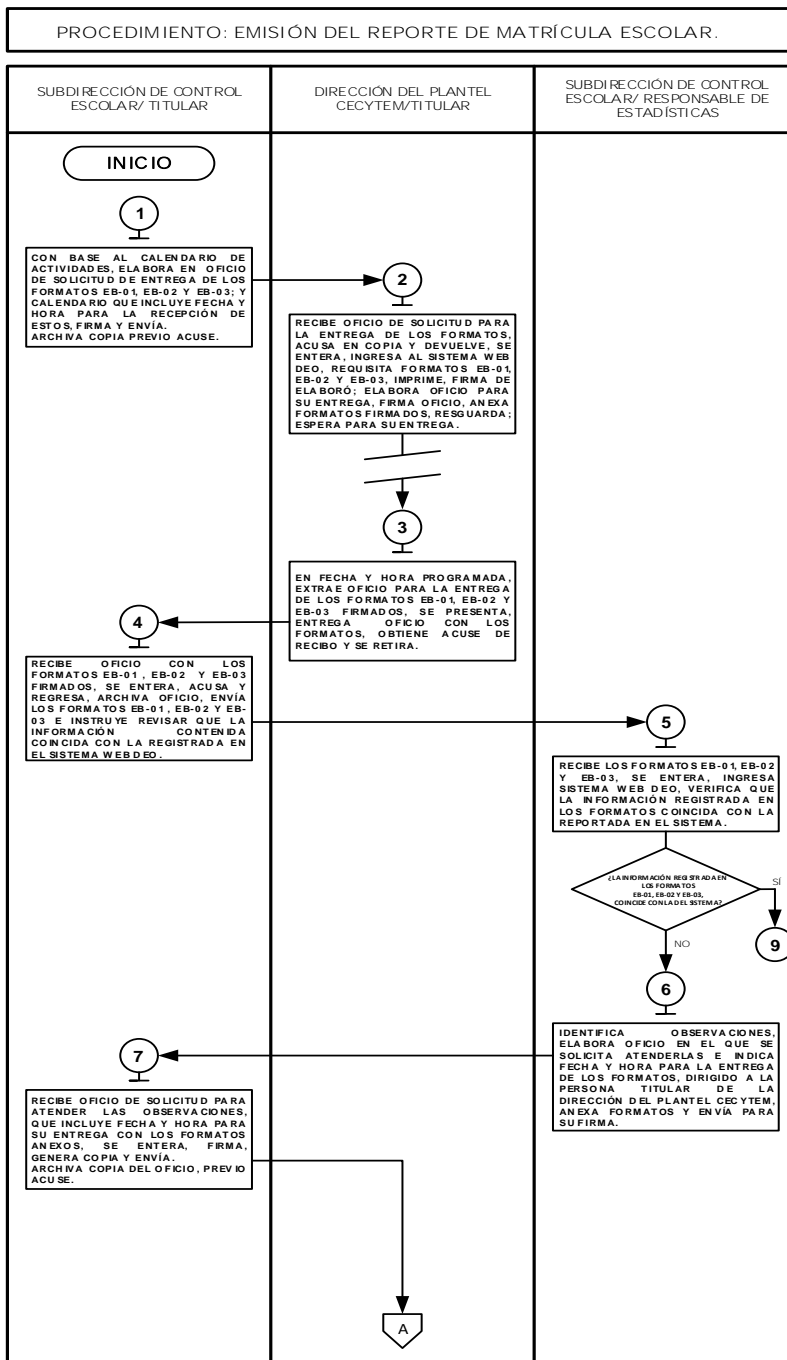 PROCEDIMIENTO: EMISIÓN DEL REPORTE DE MATRÍCULA ESCOLAR.
SUBDIRECCIÓN DE CONTROL
ESCOLAR/ TITULAR
DIRECCIÓN DEL PLANTEL
CECYTEM/TITULAR
SUBDIRECCIÓN DE CONTROL
ESCOLAR/ RESPONSABLE DE
ESTADÍSTICAS
INICIO
1
CON BASE AL CALENDARIO DE
ACTIVIDADES, ELABORA EN OFICIO
DE SOLICITUD DE ENTREGA DE LOS
FORMATOS EB-01, EB-02 Y EB-03; Y
CALENDARIO QUE INCLUYE FECHA Y
HORA PARA LA RECEPCIÓN DE
ESTOS, FIRMA Y ENVÍA.
ARCHIVA COPIA PREVIO ACUSE.
2
RECIBE OFICIO DE SOLICITUD PARA
LA ENTREGA DE LOS FORMATOS,
ACUSA EN COPIA Y DEVUELVE, SE
ENTERA, INGRESA AL SISTEMA WEB
DEO, REQUISITA FORMATOS EB-01,
EB-02 Y EB-03, IMPRIME, FIRMA DE
ELABORÓ; ELABORA OFICIO PARA
SU ENTREGA, FIRMA OFICIO, ANEXA
FORMATOS FIRMADOS, RESGUARDA;
ESPERA PARA SU ENTREGA.
3
EN FECHA Y HORA PROGRAMADA,
EXTRAE OFICIO PARA LA ENTREGA
DE LOS FORMATOS EB-01, EB-02 Y
EB-03 FIRMADOS, SE PRESENTA,
ENTREGA OFICIO CON LOS
FORMATOS, OBTIENE ACUSE DE
RECIBO Y SE RETIRA.
4
RECIBE OFICIO CON LOS
FORMATOS EB-01, EB-02 Y EB-03
FIRMADOS, SE ENTERA, ACUSA Y
REGRESA, ARCHIVA OFICIO, ENVÍA
LOS FORMATOS EB-01, EB-02 Y EB-
03 E INSTRUYE REVISAR QUE LA
INFORMACIÓN CONTENIDA
COINCIDA CON LA REGISTRADA EN
EL SISTEMA WEB DEO.
5
RECIBE LOS FORMATOS EB-01, EB-02
Y EB-03, SE ENTERA, INGRESA
SISTEMA WEB DEO, VERIFICA QUE
LA INFORMACIÓN REGISTRADA EN
LOS FORMATOS COINCIDA CON LA
REPORTADA EN EL SISTEMA.
¿LA INFORMACIÓN REGISTRADA EN
LOS FORMATOS
EB-01, EB-02 Y EB-03,
COINCIDE CON LA DEL SISTEMA?
SÍ
9
NO
6
IDENTIFICA OBSERVACIONES,
ELABORA OFICIO EN EL QUE SE
SOLICITA ATENDERLAS E INDICA
FECHA Y HORA PARA LA ENTREGA
DE LOS FORMATOS, DIRIGIDO A LA
PERSONA TITULAR DE LA
DIRECCIÓN DEL PLANTEL CECYTEM,
ANEXA FORMATOS Y ENVÍA PARA
SU FIRMA.
7
RECIBE OFICIO DE SOLICITUD PARA
ATENDER LAS OBSERVACIONES,
QUE INCLUYE FECHA Y HORA PARA
SU ENTREGA CON LOS FORMATOS
ANEXOS, SE ENTERA, FIRMA,
GENERA COPIA Y ENVÍA.
ARCHIVA COPIA DEL OFICIO, PREVIO
ACUSE.
A